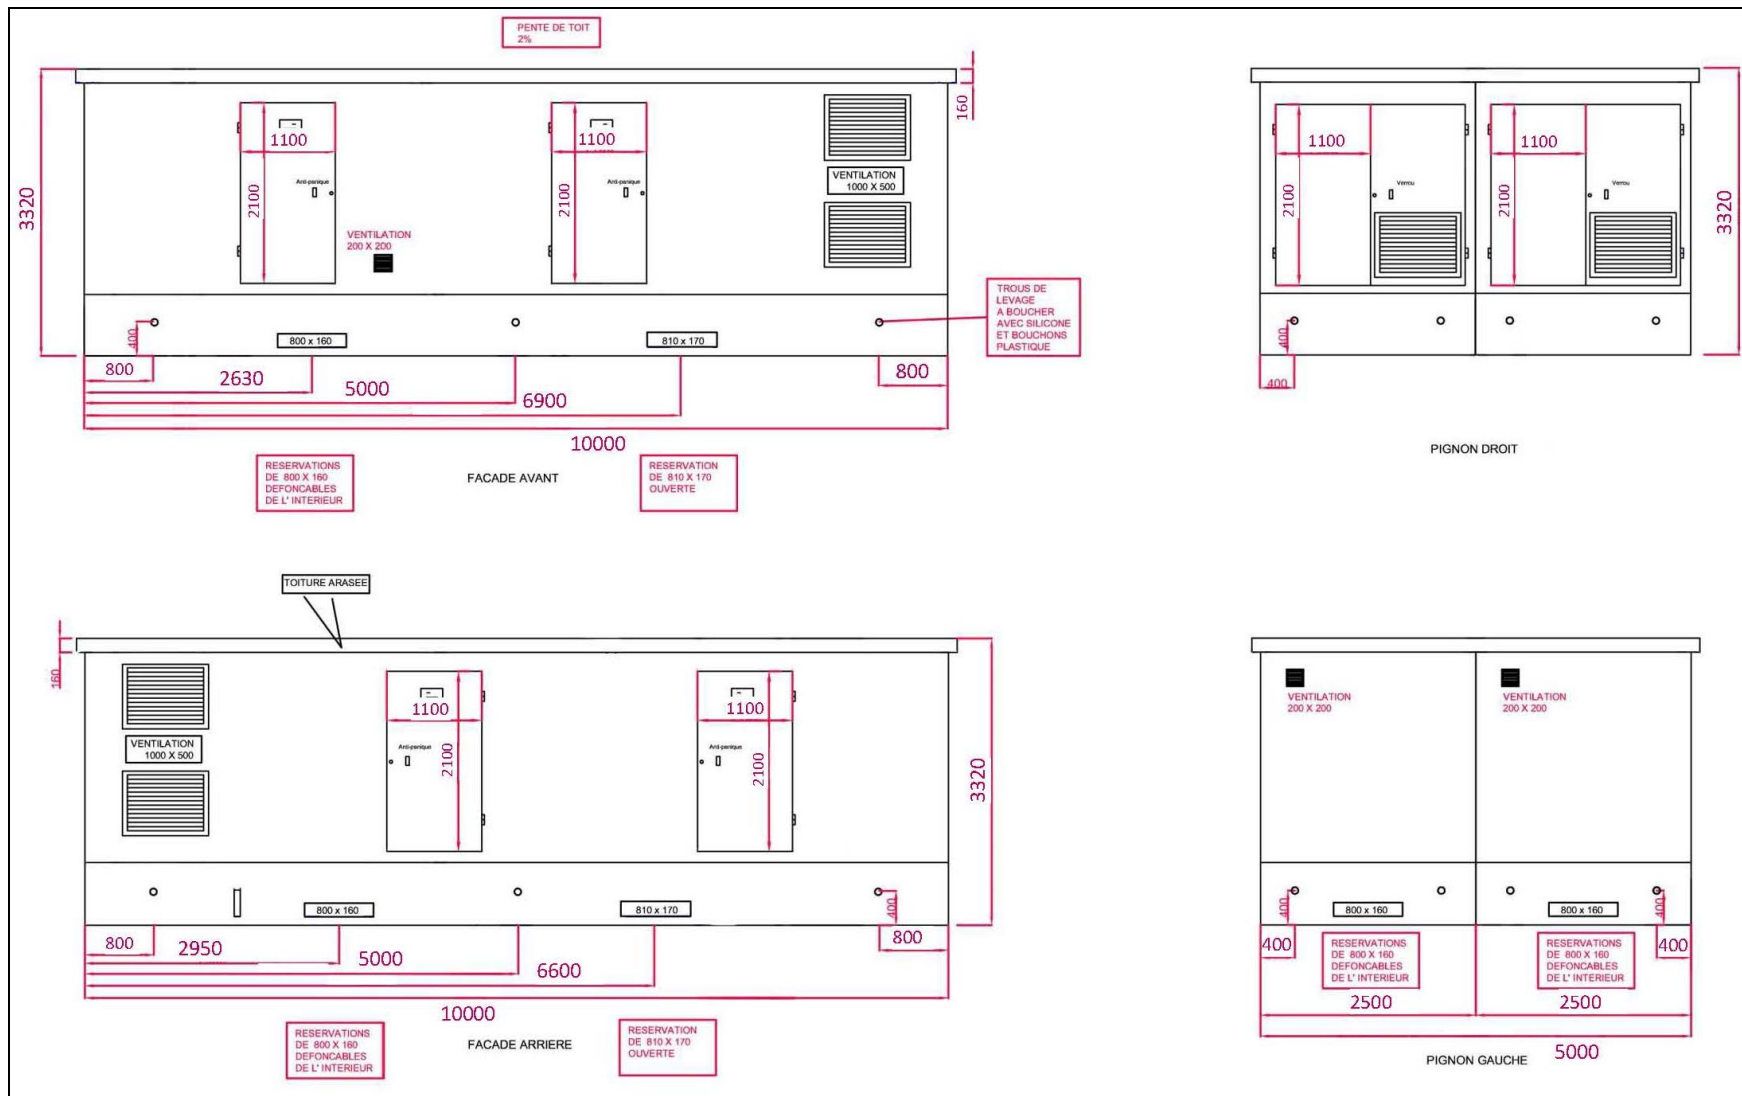 PENTE DE TOIT
2%
3320
160
1100
2100
Anti-panique
VENTILATION
200 X 200
1100
2100
Anti-panique
VENTILATION
1000 X 500
TROUS DE
LEVAGE
A BOUCHER
AVEC SILICONE
ET BOUCHONS
PLASTIQUE
400
800 x 160
810 x 170
800
2630
5000
6900
800
10000
RESERVATIONS
DE 800 X 160
DEFONCABLES
DE L' INTERIEUR
FACADE AVANT
RESERVATION
DE 810 X 170
OUVERTE
1100
2100
Verrou
1100
2100
Verrou
3320
400
400
PIGNON DROIT
TOITURE ARASEE
160
VENTILATION
1000 X 500
1100
2100
Anti-panique
1100
2100
Anti-panique
3320
800 x 160
810 x 170
400
800
2950
5000
6600
800
10000
RESERVATIONS
DE 800 X 160
DEFONCABLES
DE L' INTERIEUR
FACADE ARRIERE
RESERVATION
DE 810 X 170
OUVERTE
VENTILATION
200 X 200
VENTILATION
200 X 200
400
800 x 160
800 x 160
400
400
RESERVATIONS
DE 800 X 160
DEFONCABLES
DE L' INTERIEUR
RESERVATIONS
DE 800 X 160
DEFONCABLES
DE L' INTERIEUR
400
2500
2500
5000
PIGNON GAUCHE